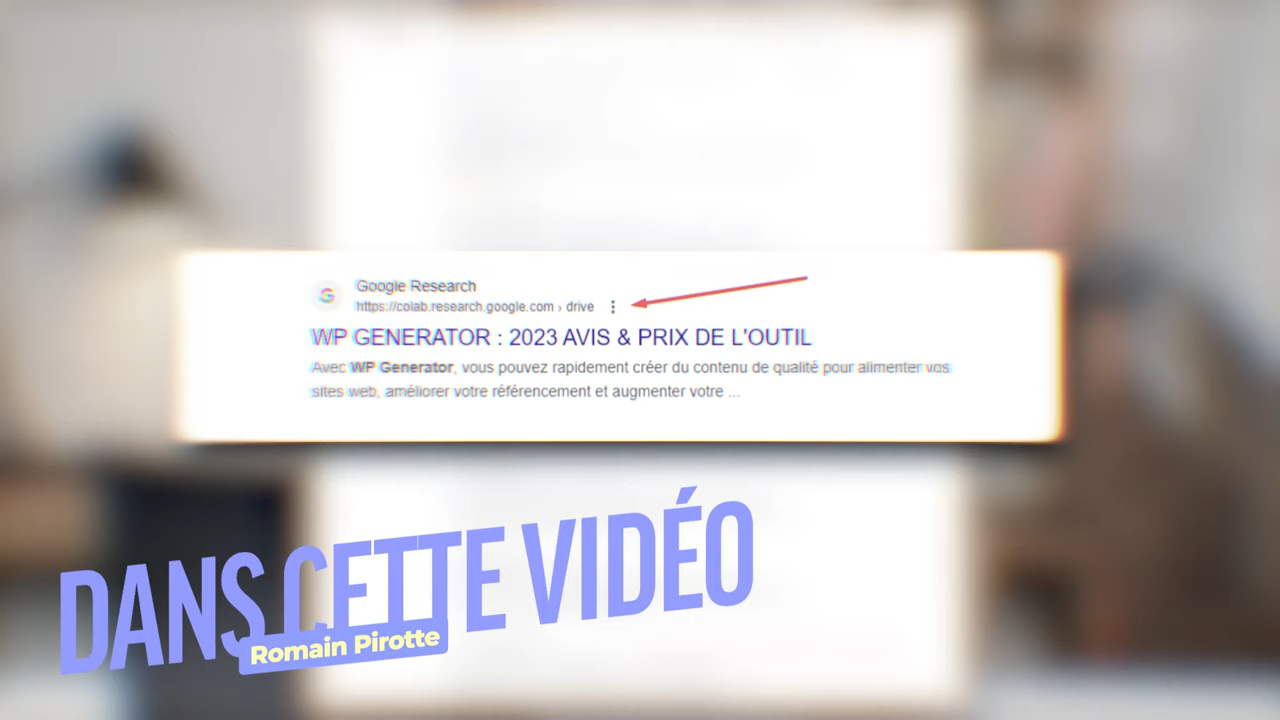 Google Research
https://colab.research.google.com › drive
WP GENERATOR : 2023 AVIS & PRIX DE L'OUTIL
Avec WP Generator, vous pouvez rapidement créer du contenu de qualité pour alimenter vos
sites web, améliorer votre référencement et augmenter votre ...
DANS CETTE VIDÉO
Romain Pirotte